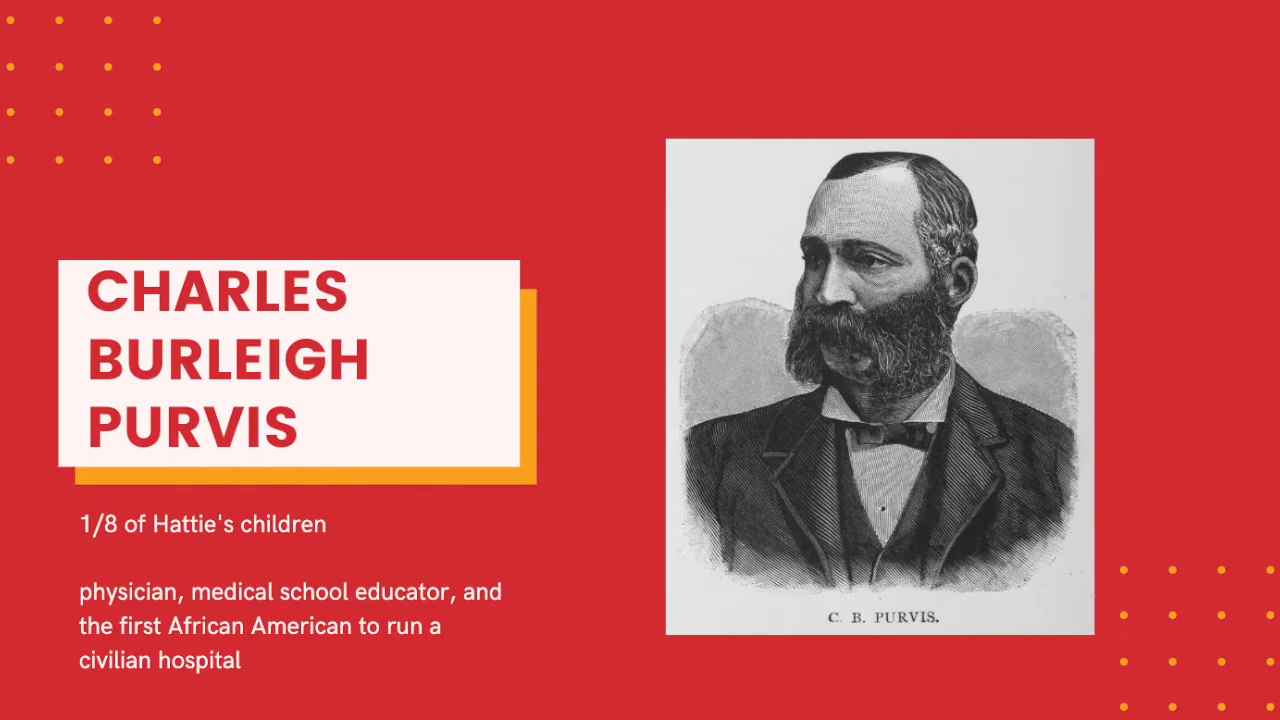 CHARLES
BURLEIGH
PURVIS
1/8 of Hattie's children
physician, medical school educator, and
the first African American to run a
civilian hospital
C. B. PURVIS.